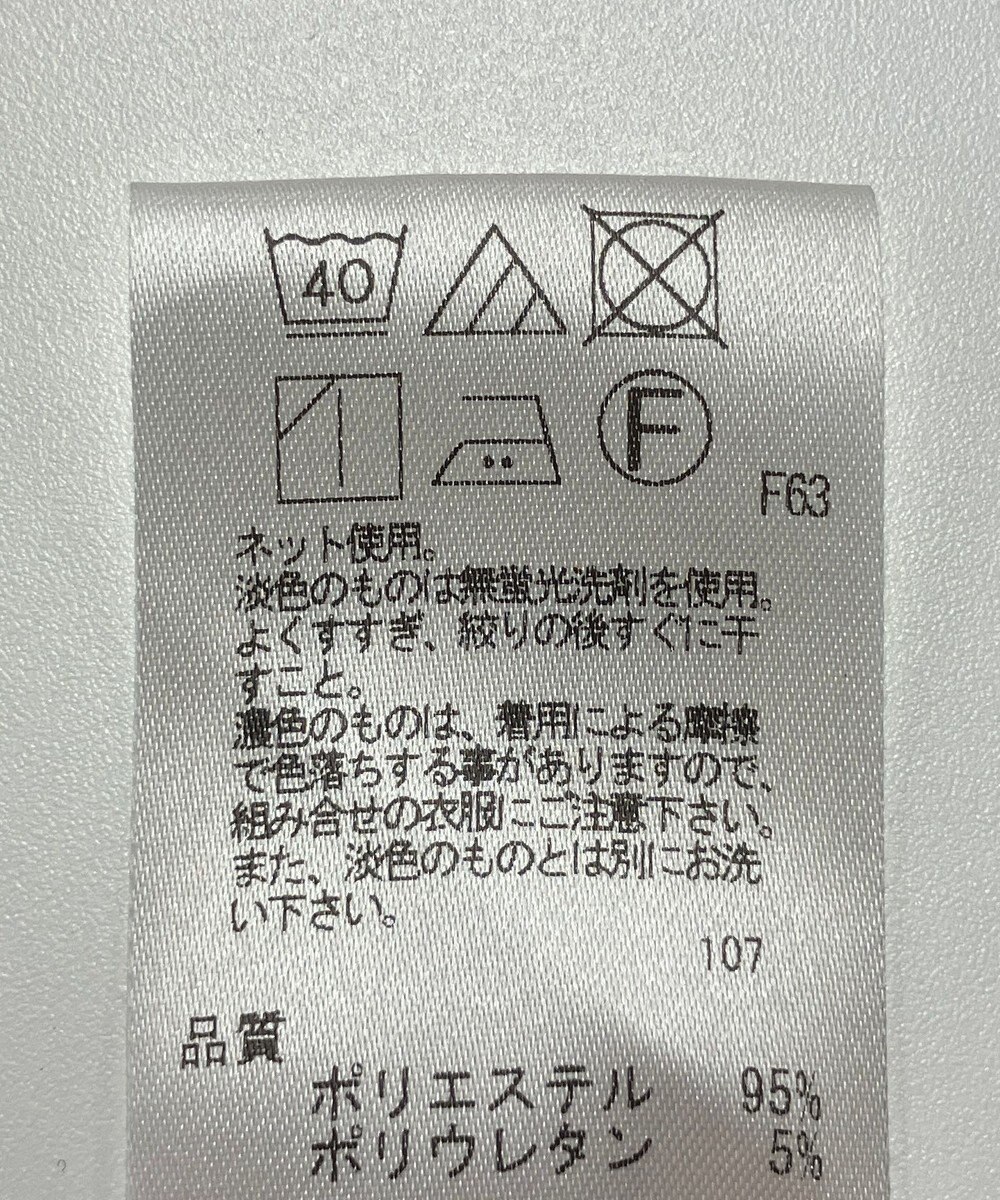 40
F
F63
ネット使用。
淡色のものは無蛍光洗剤を使用。
よくすすぎ、絞りの後すぐに干
すこと。
濃色のものは、着用による摩擦
で色落ちする事がありますので、
組み合せの衣服にご注意下さい。
また、淡色のものとは別にお洗
い下さい。
107
品質
ポリエステル 95%
ポリウレタン 5%